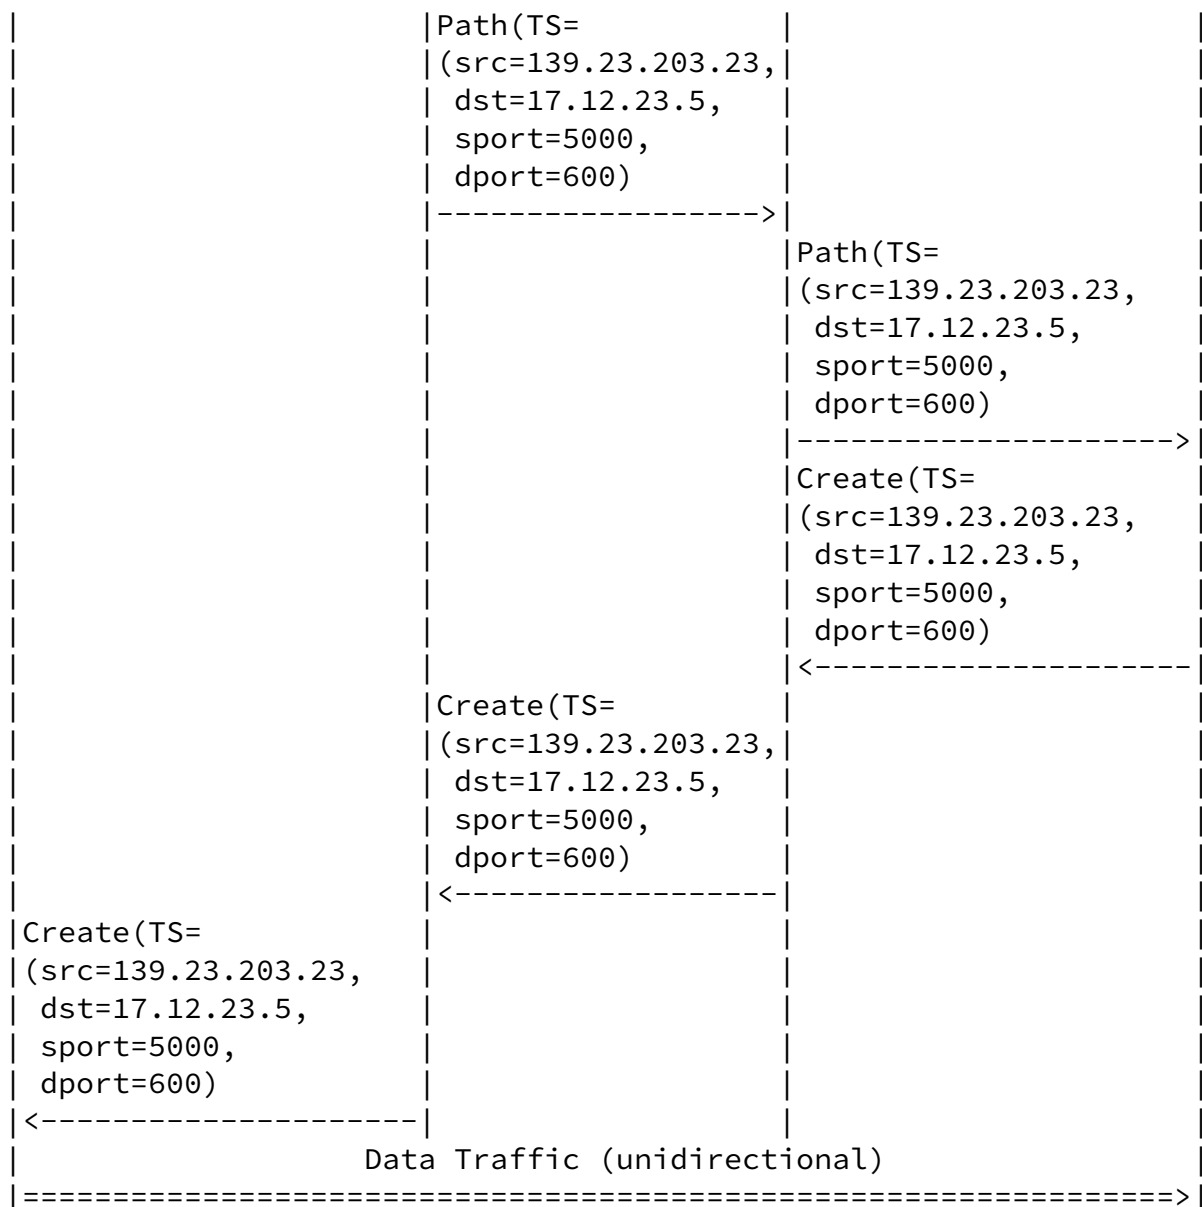 |Path(TS=
|(src=139.23.203.23,|
| dst=17.12.23.5,
| sport=5000,
| dport=600)
|------------------>|
|Path(TS=
|(src=139.23.203.23,
| dst=17.12.23.5,
| sport=5000,
| dport=600)
|--------------------->|
|Create(TS=
|(src=139.23.203.23,
| dst=17.12.23.5,
| sport=5000,
| dport=600)
|<---------------------|
|Create(TS=
|(src=139.23.203.23,|
| dst=17.12.23.5,
| sport=5000,
| dport=600)
|<------------------|
|Create(TS=
|(src=139.23.203.23,
| dst=17.12.23.5,
| sport=5000,
| dport=600)
|<---------------------|
| Data Traffic (unidirectional) |
|================================================================>|